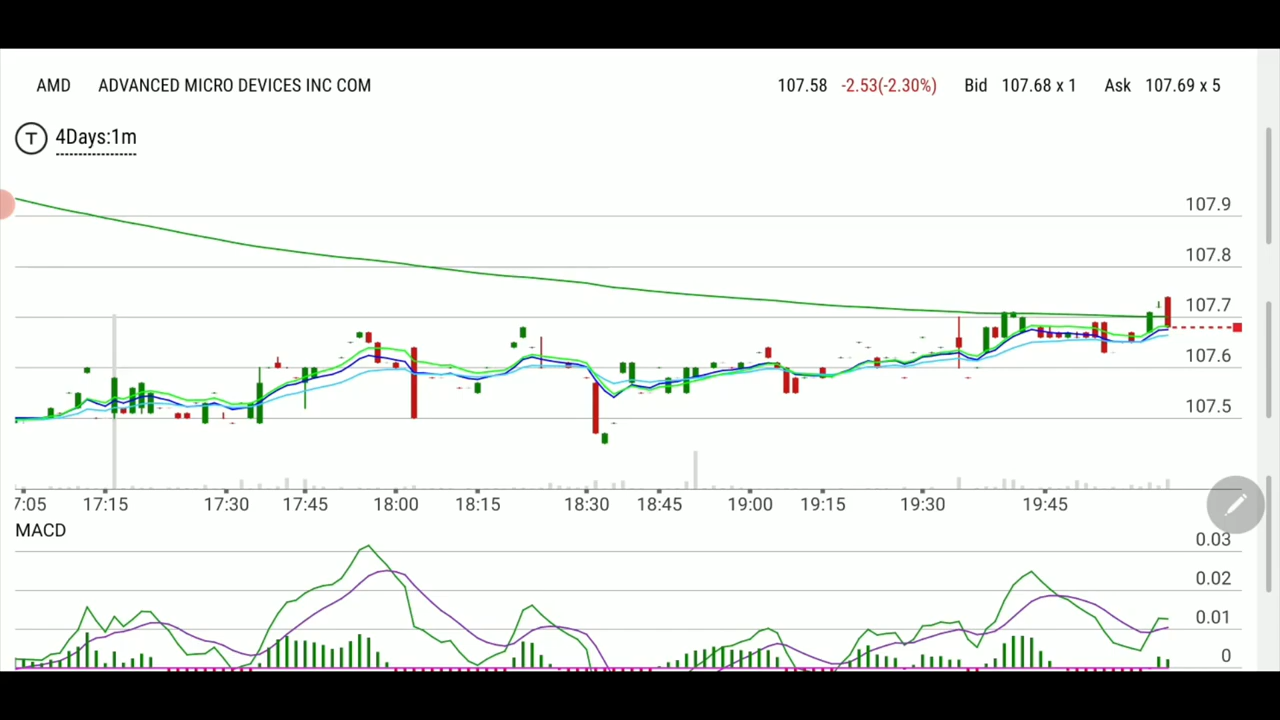 AMD ADVANCED MICRO DEVICES INC COM 107.58 -2.53(-2.30%) Bid 107.68 x 1 Ask 107.69 x 5
T 4Days:1m
107.9
107.8
107.7
107.6
107.5
7:05 17:15 17:30 17:45 18:00 18:15 18:30 18:45 19:00 19:15 19:30 19:45
MACD
0.03
0.02
0.01
0